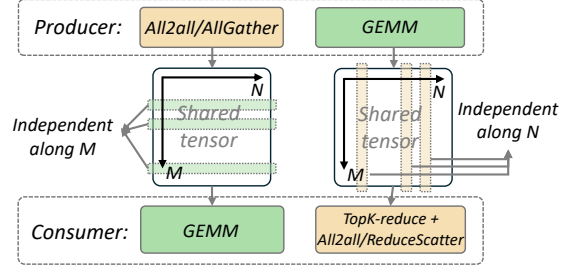 Producer:
All2all/AllGather
GEMM
N
Shared
tensor
M
Independent
along M
N
Shared
tensor
M
Independent
along N
Consumer:
GEMM
TopK-reduce +
All2all/ReduceScatter